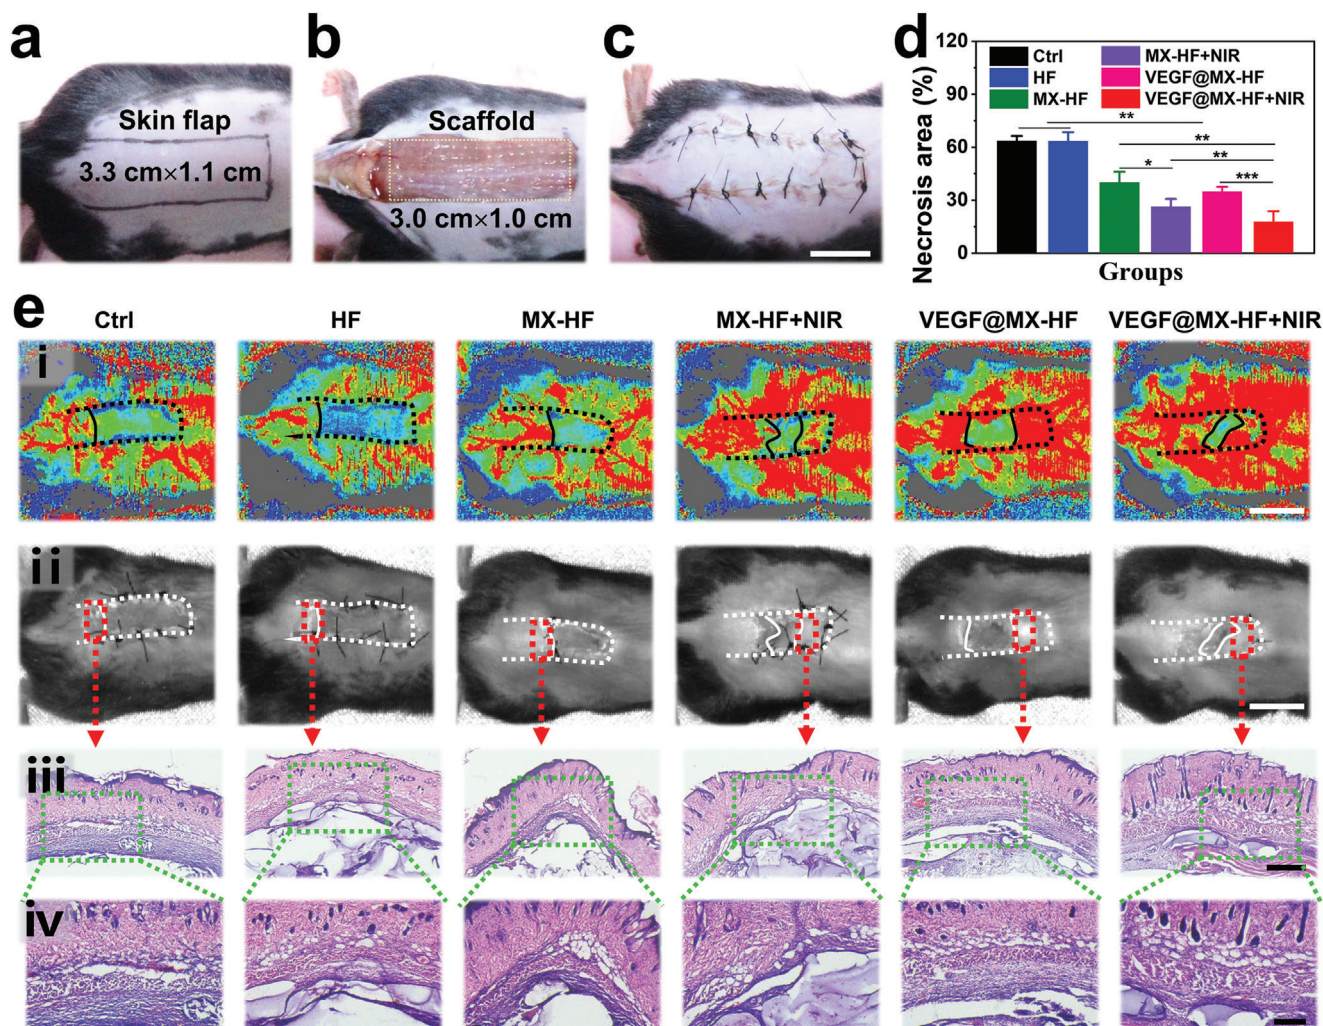 a
Skin flap
3.3 cm×1.1 cm
b
Scaffold
3.0 cm×1.0 cm
c
d
Necrosis area (%)
120
90
60
30
0
Ctrl
HF
MX-HF
MX-HF+NIR
VEGF@MX-HF
VEGF@MX-HF+NIR
**
**
*
**
***
Groups
e
Ctrl
HF
MX-HF
MX-HF+NIR
VEGF@MX-HF
VEGF@MX-HF+NIR
i
ii
iii
iv